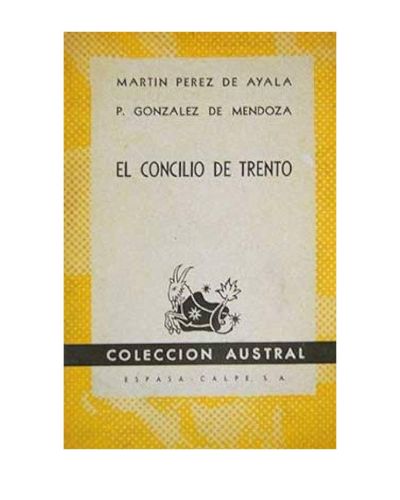 MARTIN PEREZ DE AYALA
P. GONZALEZ DE MENDOZA
EL CONCILIO DE TRENTO
COLECCION AUSTRAL
ESPASA-CALPE, S. A.